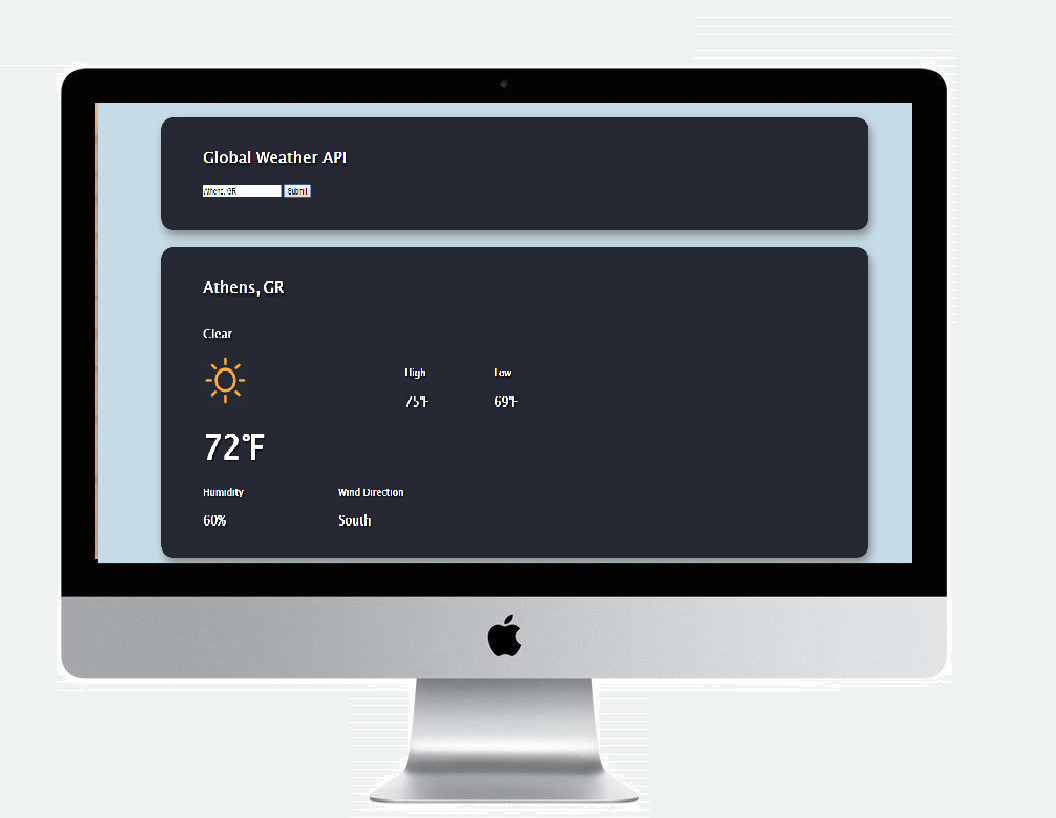 Global Weather API
Athens, GR Submit
Athens, GR
Clear
High Low
75°F 69°F
72°F
Humidity Wind Direction
60% South